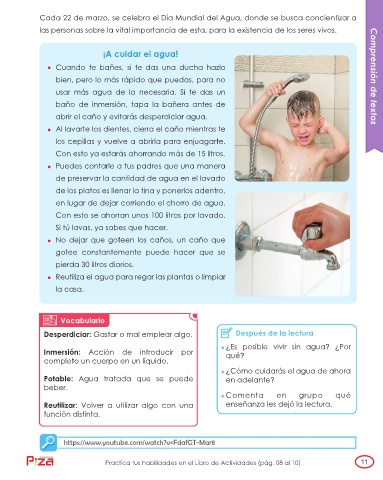 Cada 22 de marzo, se celebra el Día Mundial del Agua, donde se busca concientizar a
las personas sobre la vital importancia de esta, para la existencia de los seres vivos.
¡A cuidar el agua!
• Cuando te bañes, si te das una ducha hazlo
bien, pero lo más rápido que puedas, para no
usar más agua de la necesaria. Si te das un
baño de inmersión, tapa la bañera antes de
abrir el caño y evitarás desperdiciar agua.
• Al lavarte los dientes, cierra el caño mientras te
los cepillas y vuelve a abrirla para enjuagarte.
Con esto ya estarás ahorrando más de 15 litros.
• Puedes contarle a tus padres que una manera
de preservar la cantidad de agua en el lavado
de los platos es llenar la tina y ponerlos adentro,
en lugar de dejar corriendo el chorro de agua.
Con esto se ahorran unos 100 litros por lavado.
Si tú lavas, ya sabes que hacer.
• No dejar que goteen los caños, un caño que
gotee constantemente puede hacer que se
pierda 30 litros diarios.
• Reutiliza el agua para regar las plantas o limpiar
la casa.
Comprensión de textos
Vocabulario
Desperdiciar: Gastar o mal emplear algo.
Inmersión: Acción de introducir por
completo un cuerpo en un líquido.
Potable: Agua tratada que se puede
beber.
Reutilizar: Volver a utilizar algo con una
función distinta.
Después de la lectura
• ¿Es posible vivir sin agua? ¿Por
qué?
• ¿Cómo cuidarás el agua de ahora
en adelante?
• Comenta en grupo qué
enseñanza les dejó la lectura.
https://www.youtube.com/watch?v=FdafGT-Mar8
Practica tus habilidades en el Libro de Actividades (pág. 08 al 10)
11